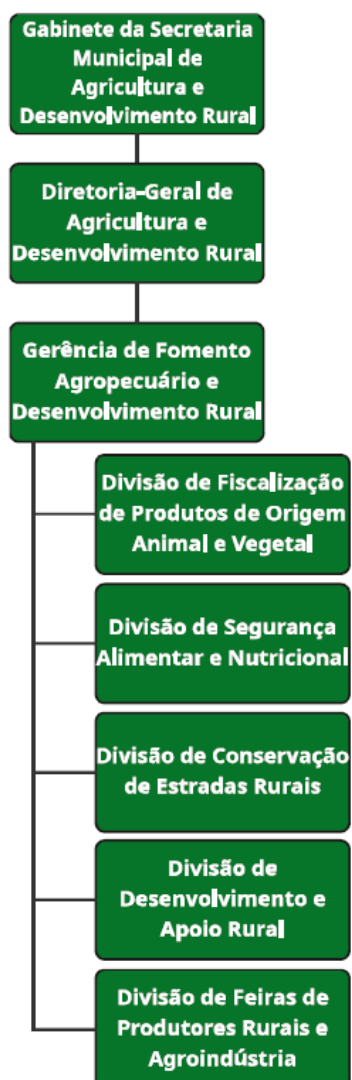 Gabinete da Secretaria
Municipal de
Agricultura e
Desenvolvimento Rural
Diretoria-Geral de
Agricultura e
Desenvolvimento Rural
Gerência de Fomento
Agropecuário e
Desenvolvimento Rural
Divisão de Fiscalização
de Produtos de Origem
Animal e Vegetal
Divisão de Segurança
Alimentar e Nutricional
Divisão de Conservação
de Estradas Rurais
Divisão de
Desenvolvimento e
Apoio Rural
Divisão de Feiras de
Produtores Rurais e
Agroindústria